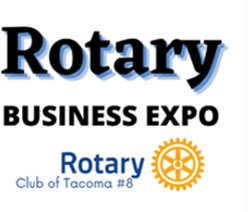 Rotary
BUSINESS EXPO
Rotary
Club of Tacoma #8